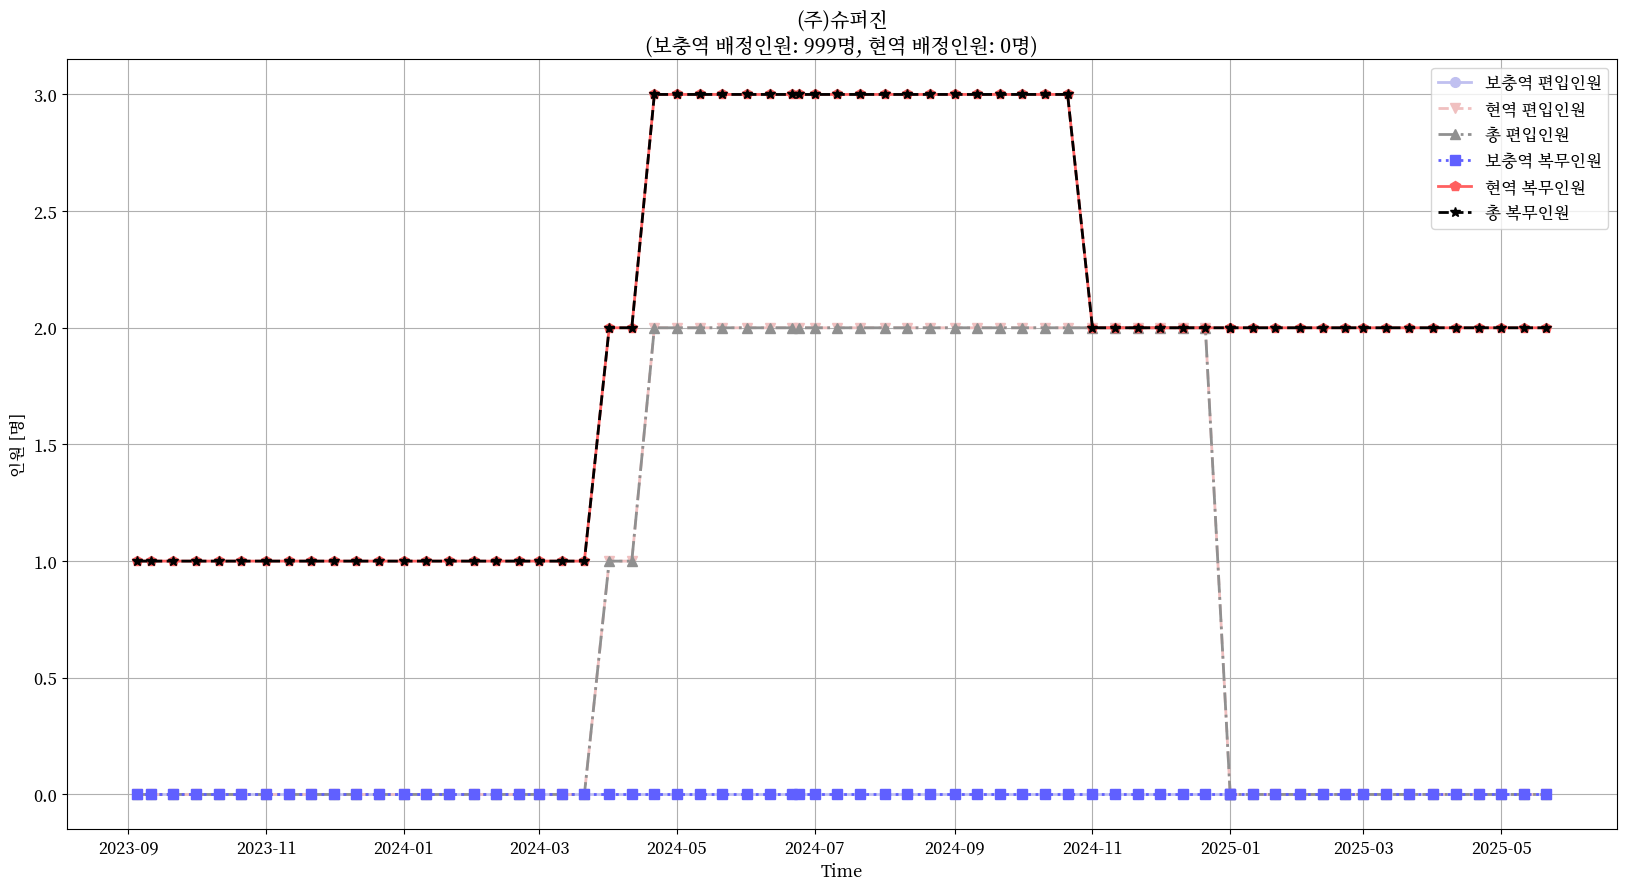 (주)슈퍼진
(보충역 배정인원: 999명, 현역 배정인원: 0명)
보충역 편입인원
현역 편입인원
총 편입인원
보충역 복무인원
현역 복무인원
총 복무인원
인원 [명]
3.0
2.5
2.0
1.5
1.0
0.5
0.0
2023-09 2023-11 2024-01 2024-03 2024-05 2024-07 2024-09 2024-11 2025-01 2025-03 2025-05
Time